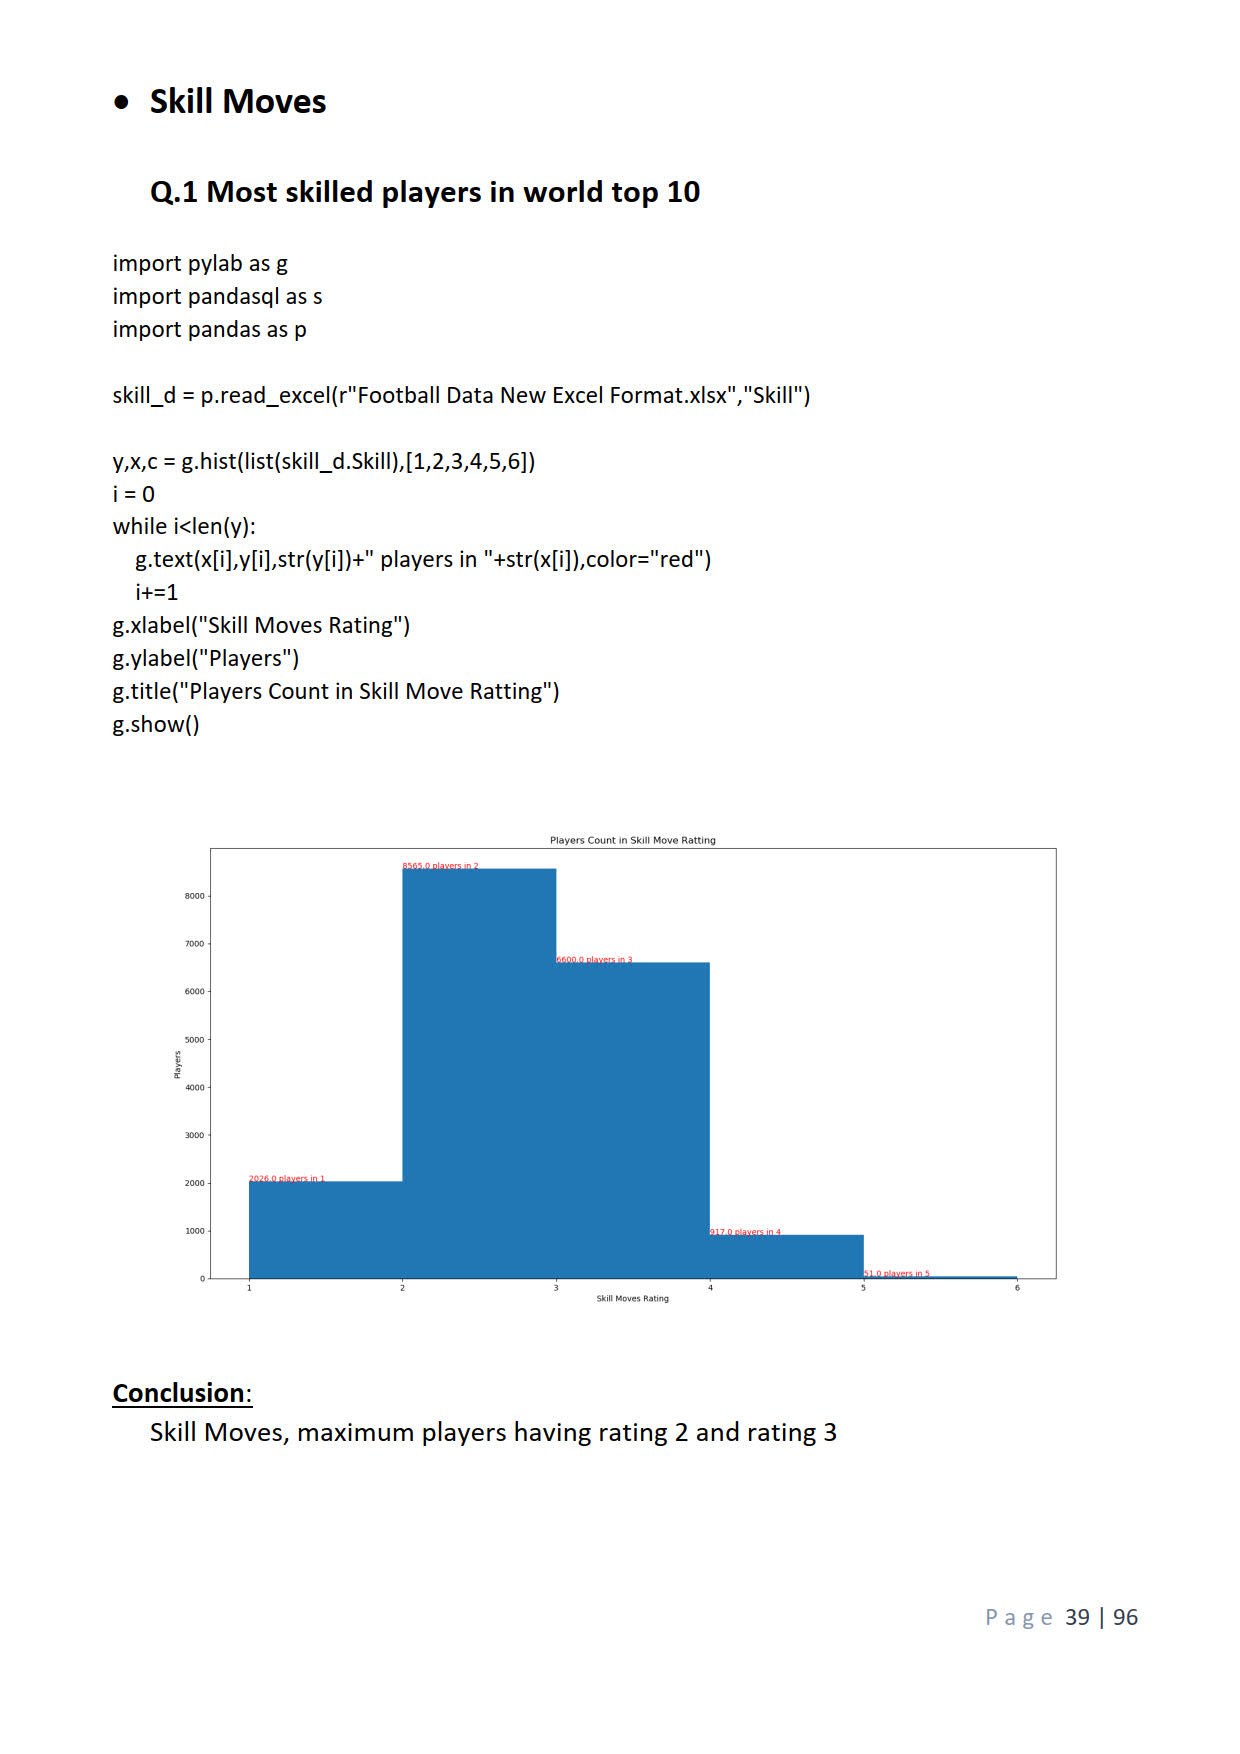 • Skill Moves
Q.1 Most skilled players in world top 10
import pylab as g
import pandasql as s
import pandas as p
skill_d = p.read_excel(r"Football Data New Excel Format.xlsx","Skill")
y,x,c = g.hist(list(skill_d.Skill),[1,2,3,4,5,6])
i = 0
while i<len(y):
    g.text(x[i],y[i],str(y[i])+" players in "+str(x[i]),color="red")
    i+=1
g.xlabel("Skill Moves Rating")
g.ylabel("Players")
g.title("Players Count in Skill Move Ratting")
g.show()
Players Count in Skill Move Ratting
8565.0 players in 2
8000
7000
6600.0 players in 3
6000
5000
Players
4000
3000
2026.0 players in 1
2000
917.0 players in 4
1000
51.0 players in 5
0
1 2 3 4 5 6
Skill Moves Rating
Conclusion:
Skill Moves, maximum players having rating 2 and rating 3
Page 39 | 96